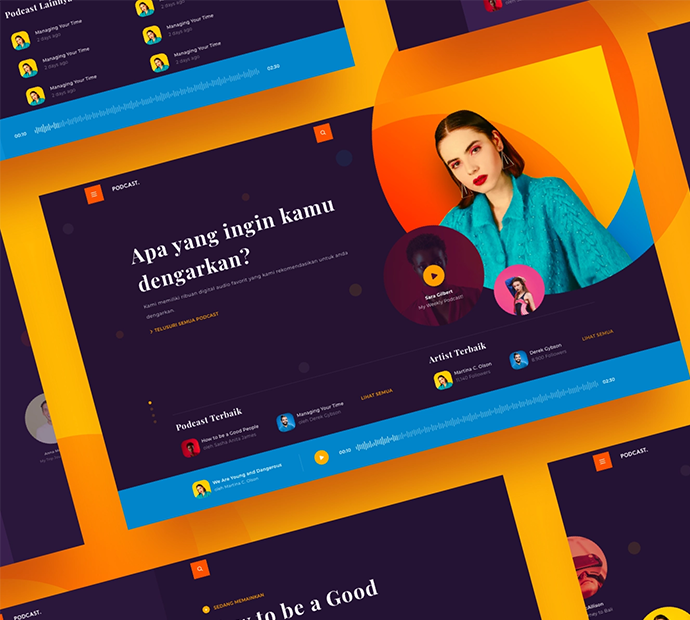 Podcast Lainnya
Managing Your Time
2 days ago
Managing Your Time
2 days ago
Managing Your Time
2 days ago
Managing Your Time
2 days ago
Managing Your Time
2 days ago
Managing Your Time
2 days ago
00:10
02:30
PODCAST.
Apa yang ingin kamu
dengarkan?
Kami memiliki ribuan digital audio favorit yang kami rekomendasikan untuk anda
dengarkan.
TELUSURI SEMUA PODCAST
Sara Gilbert
My Weekly Podcast
Podcast Terbaik
LIHAT SEMUA
How to be a Good People
oleh Sasha Anita James
Managing Your Time
oleh Derek Gybson
Artist Terbaik
LIHAT SEMUA
Martina C. Olson
Followers
Derek Gybson
8.900 Followers
We Are Young and Dangerous
oleh Martina C. Olson
00:10
02:30
PODCAST.
SEDANG MEMAINKAN
to be a Good
PODCAST.